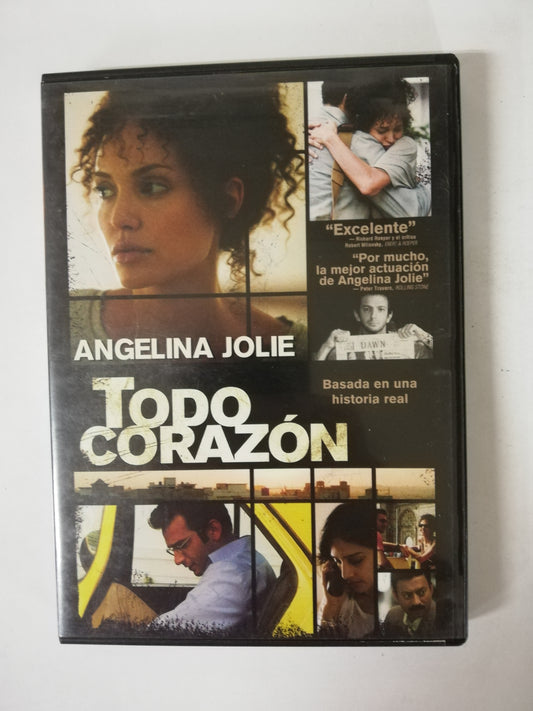 “Excelente”
— Richard Roeper y el crítico
Robert Wilonsky, EBERT & ROEPER
“Por mucho,
la mejor actuación
de Angelina Jolie”
— Peter Travers, ROLLING STONE
DAWN
ANGELINA JOLIE
Basada en una
historia real
TODO
CORAZÓN